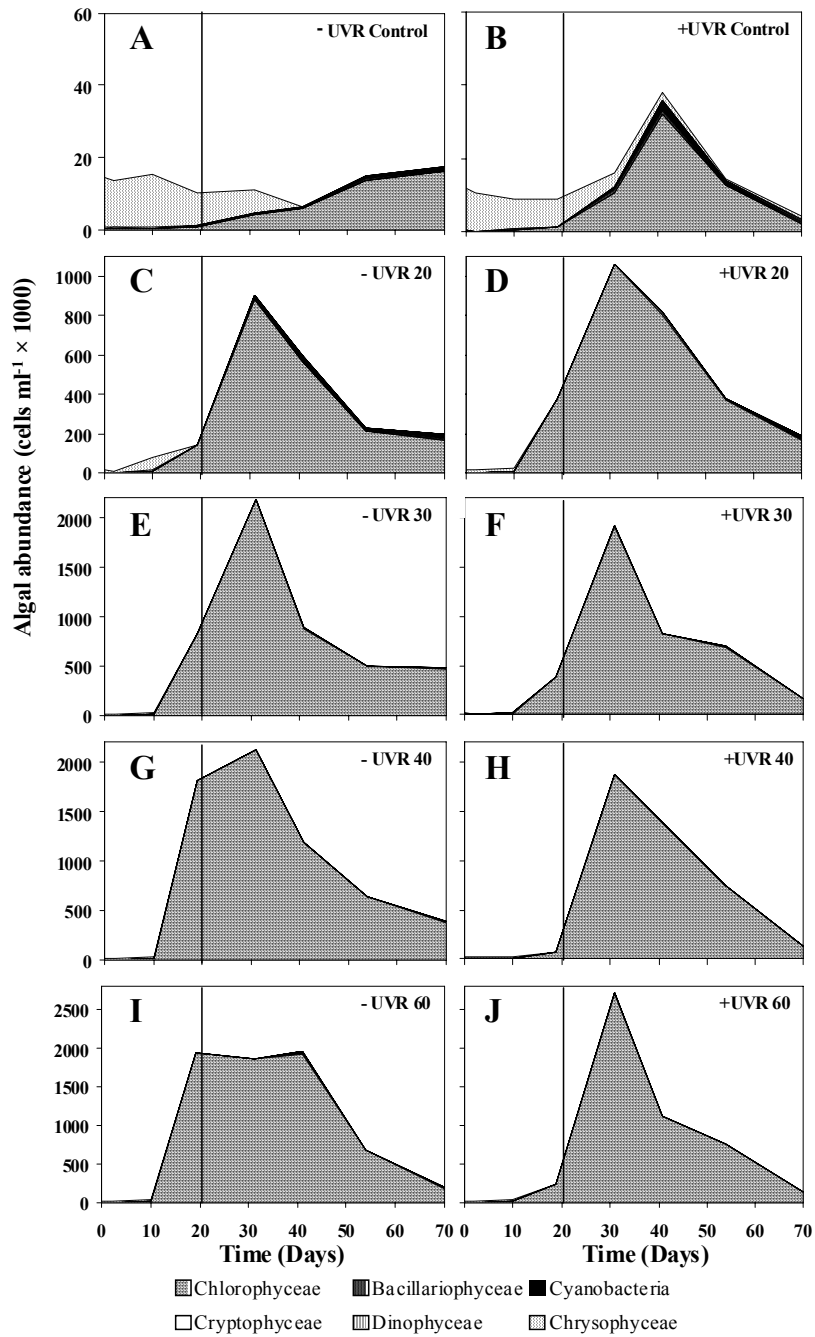 A
- UVR Control
B
+UVR Control
60
40
20
0
Algal abundance (cells ml-1 × 1000)
C
- UVR 20
D
+UVR 20
1000
800
600
400
200
0
E
- UVR 30
F
+UVR 30
2000
1500
1000
500
0
G
- UVR 40
H
+UVR 40
2000
1500
1000
500
0
I
- UVR 60
J
+UVR 60
2500
2000
1500
1000
500
0
0 10 20 30 40 50 60 70
0 10 20 30 40 50 60 70
Time (Days)
Time (Days)
Chlorophyceae Bacillariophyceae Cyanobacteria
Cryptophyceae Dinophyceae Chrysophyceae